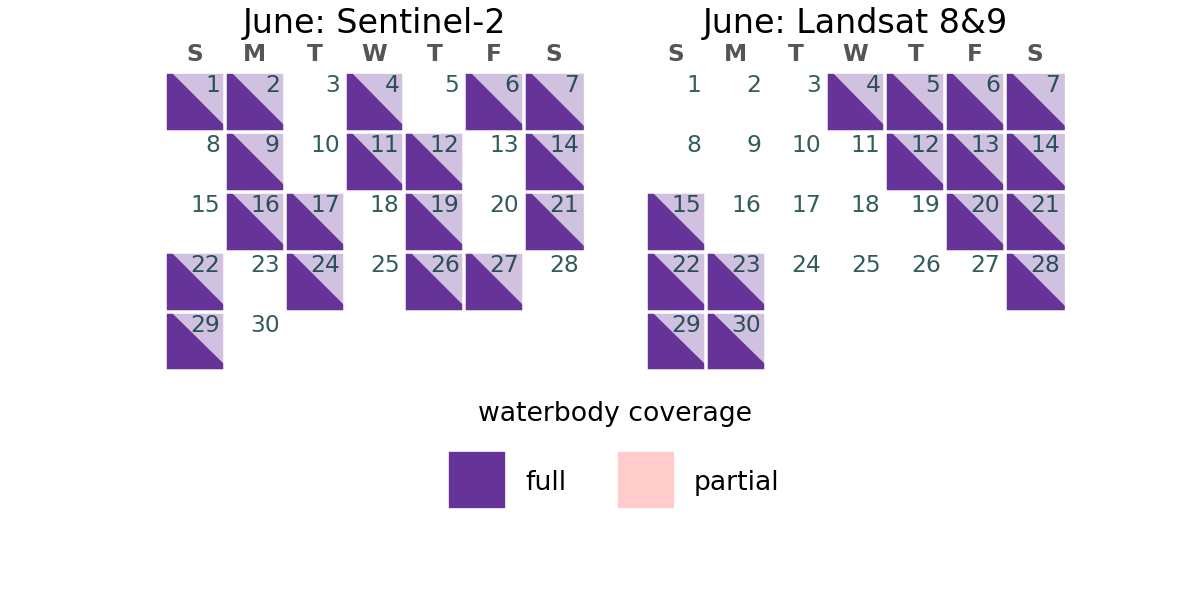 June: Sentinel-2
S M T W T F S
1 2 3 4 5 6 7
8 9 10 11 12 13 14
15 16 17 18 19 20 21
22 23 24 25 26 27 28
29 30
June: Landsat 8&9
S M T W T F S
1 2 3 4 5 6 7
8 9 10 11 12 13 14
15 16 17 18 19 20 21
22 23 24 25 26 27 28
29 30
waterbody coverage
full partial